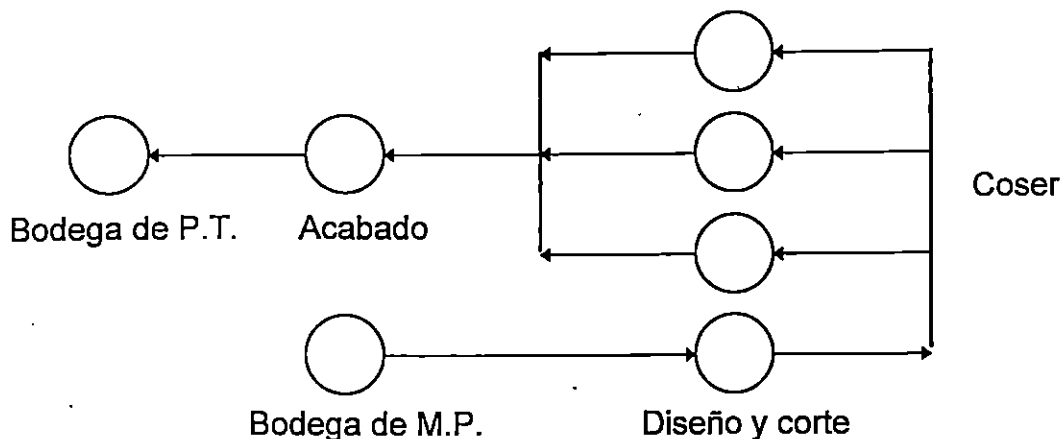 Coser
Bodega de P.T.
Acabado
Bodega de M.P.
Diseño y corte